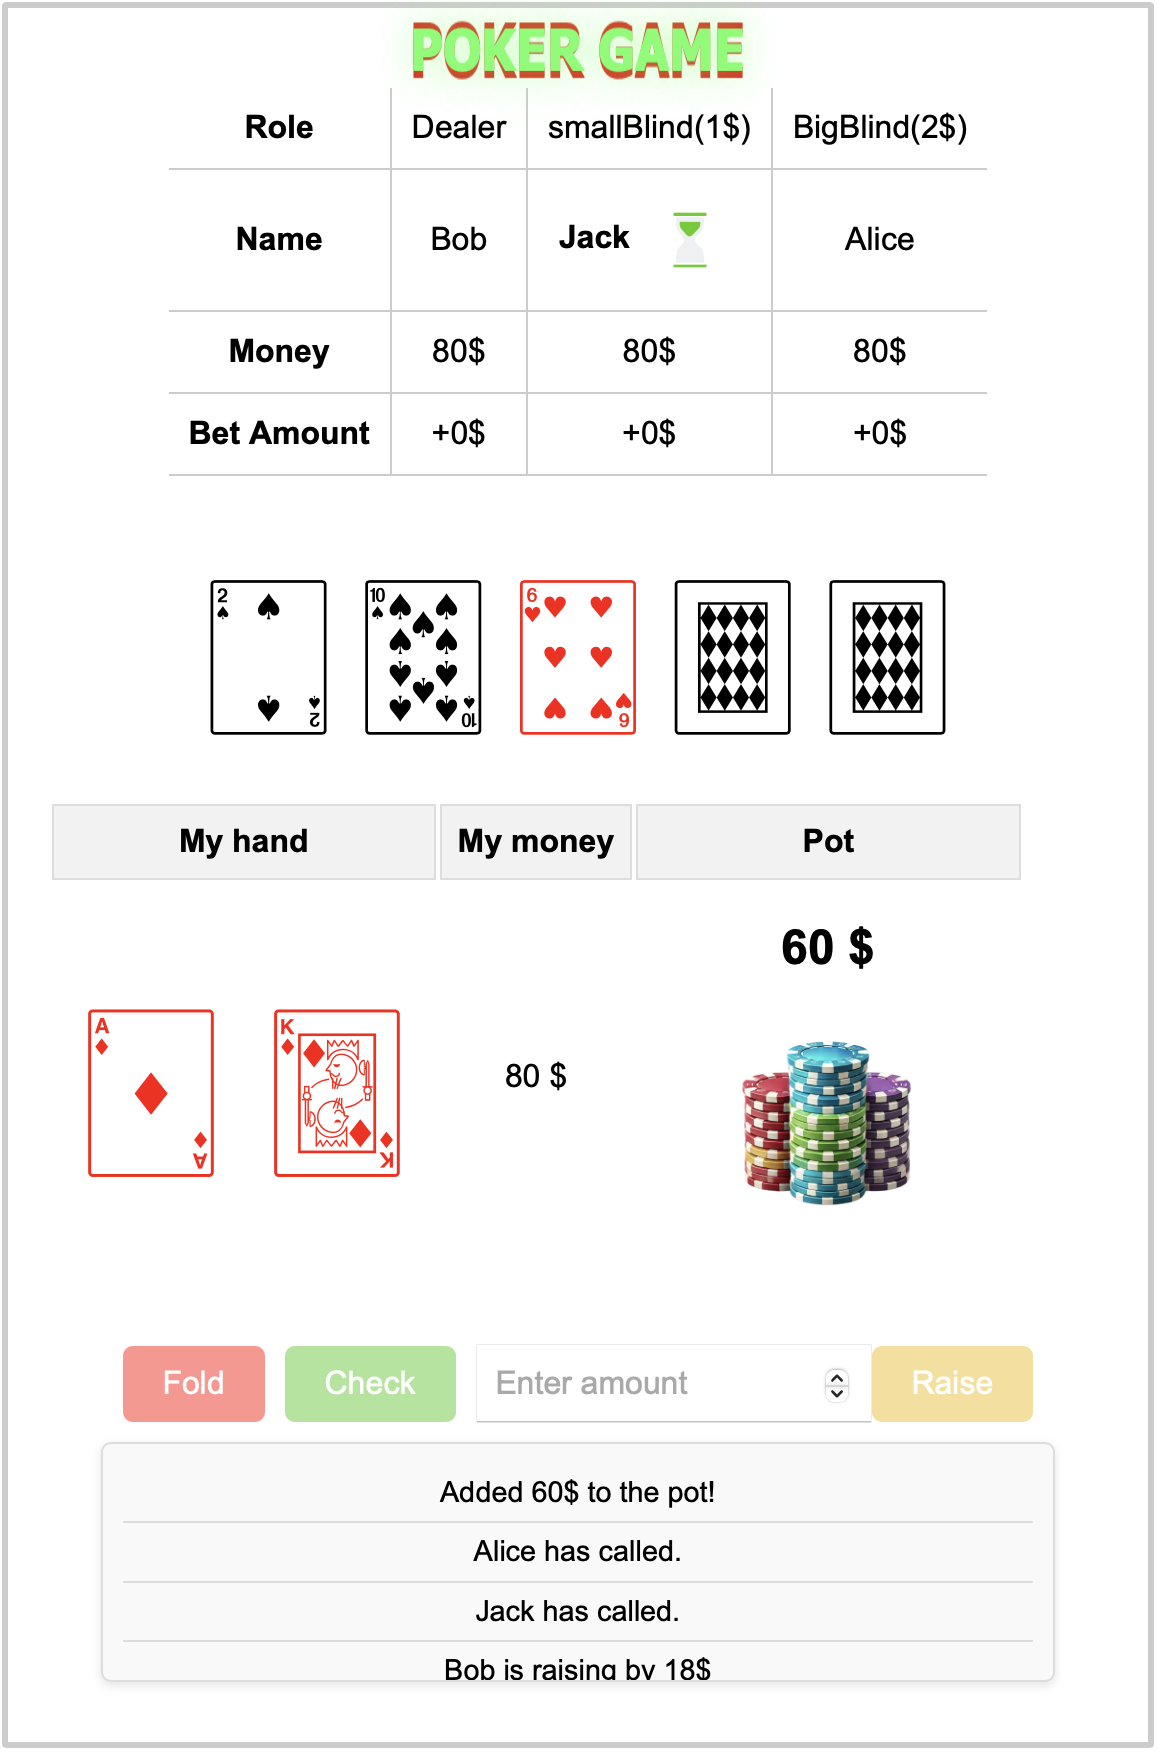 POKER GAME
Role Dealer smallBlind(1$) BigBlind(2$)
Name Bob Jack Alice
Money 80$ 80$ 80$
Bet Amount +0$ +0$ +0$
2 10 6
2 10 6
My hand My money Pot
60 $
A K
80 $
A K
Fold Check Enter amount Raise
Added 60$ to the pot!
Alice has called.
Jack has called.
Bob is raising by 18$